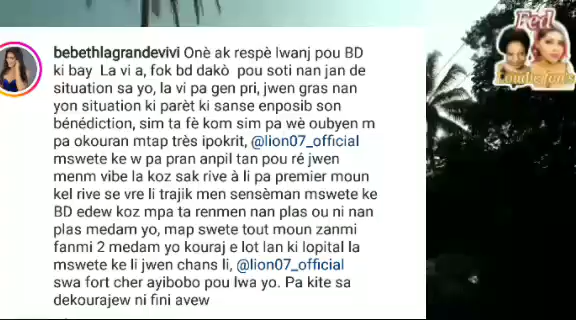 Fed
Foudie fan's
bebethlagrandevivi Onè ak respè lwanj pou BD
ki bay La vi a, fok bd dakò pou soti nan jan de
situation sa yo, la vi pa gen pri, jwen gras nan
yon situation ki parèt ki sanse enposib son
bénédiction, sim ta fè kom sim pa wè oubyen m
pa okouran mtap très ipokrit, @lion07_official
mswete ke w pa pran anpil tan pou ré jwen
menm vibe la koz sak rive à li pa premier moun
kel rive se vre li trajik men sensèman mswete ke
BD edew koz mpa ta renmen nan plas ou ni nan
plas medam yo, map swete tout moun zanmi
fanmi 2 medam yo kouraj e lot lan ki lopital la
mswete ke li jwen chans li, @lion07_official
swa fort cher ayibobo pou lwa yo. Pa kite sa
dekourajew ni fini avew